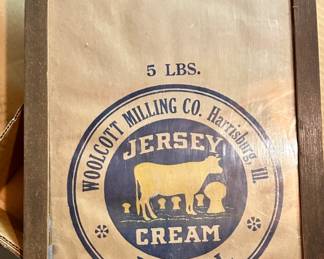 5 LBS.
WOOLCOTT MILLING CO. Harrisburg, Ill.
JERSEY
CREAM